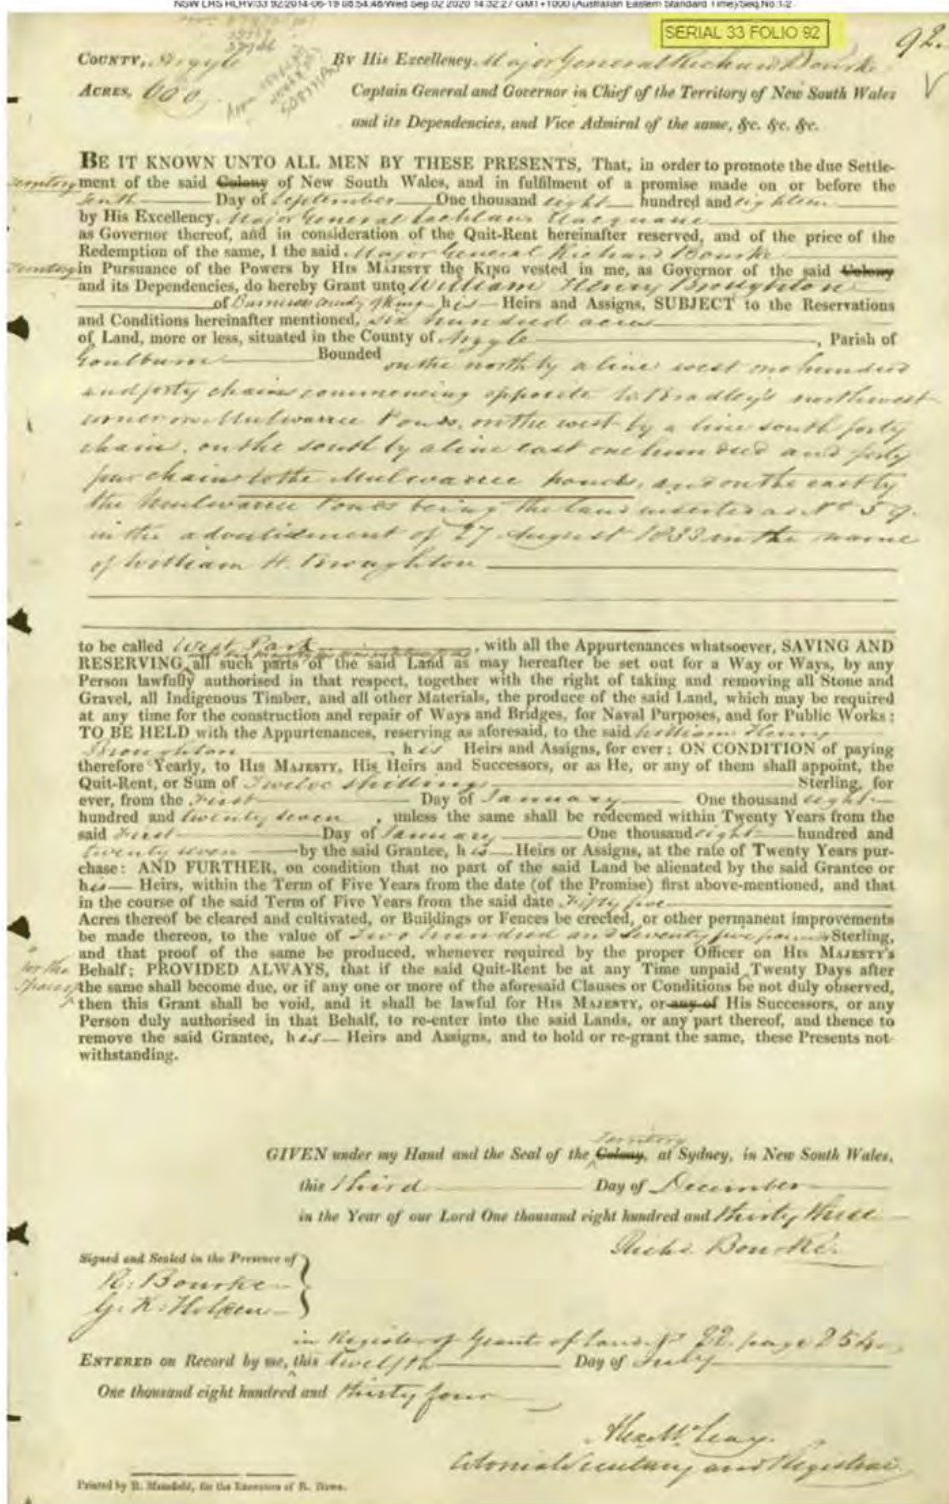 NSW LRS HLRV/33 92/2014-06-19 08:54:48/Wed Sep 02 2020 14:32:27 GMT+1000 (Australian Eastern Standard Time)/Seq.No:1-2
SERIAL 33 FOLIO 92
92.
COUNTY, Argyle By His Excellency, Major General Richard Bourke
ACRES, 600 Captain General and Governor in Chief of the Territory of New South Wales
and its Dependencies, and Vice Admiral of the same, &c. &c. &c.
BE IT KNOWN UNTO ALL MEN BY THESE PRESENTS, That, in order to promote the due Settle-
Territory ment of the said Colony of New South Wales, and in fulfilment of a promise made on or before the
tenth Day of September One thousand eight hundred and eighteen
by His Excellency, Major General Lachlan Macquarie
as Governor thereof, and in consideration of the Quit-Rent hereinafter reserved, and of the price of the
Redemption of the same, I the said Major General Richard Bourke
Territory in Pursuance of the Powers by HIS MAJESTY the KING vested in me, as Governor of the said Colony
and its Dependencies, do hereby Grant unto William Henry Broughton
of County of King his Heirs and Assigns, SUBJECT to the Reservations
and Conditions hereinafter mentioned, six hundred acres
of Land, more or less, situated in the County of Argyle, Parish of
Goulburn Bounded on the north by a line west one hundred
and forty chains commencing opposite W. Bradley's northwest
corner on Mulwarree Ponds, on the west by a line south forty
chains, on the south by a line east one hundred and forty
four chains to the Mulwarree ponds, and on the east by
the Mulwarree Ponds being the land inserted as No 59.
in the advertisment of 27 August 1833 in the name
of William H. Broughton
to be called West Park, with all the Appurtenances whatsoever, SAVING AND
RESERVING all such parts of the said Land as may hereafter be set out for a Way or Ways, by any
Person lawfully authorised in that respect, together with the right of taking and removing all Stone and
Gravel, all Indigenous Timber, and all other Materials, the produce of the said Land, which may be required
at any time for the construction and repair of Ways and Bridges, for Naval Purposes, and for Public Works:
TO BE HELD with the Appurtenances, reserving as aforesaid, to the said William Henry
Broughton, his Heirs and Assigns, for ever: ON CONDITION of paying
therefore Yearly, to HIS MAJESTY, His Heirs and Successors, or as He, or any of them shall appoint, the
Quit-Rent, or Sum of Twelve shillings Sterling, for
ever, from the First Day of January One thousand eight
hundred and twenty seven, unless the same shall be redeemed within Twenty Years from the
said First Day of January One thousand eight hundred and
twenty seven by the said Grantee, his Heirs or Assigns, at the rate of Twenty Years pur-
chase: AND FURTHER, on condition that no part of the said Land be alienated by the said Grantee or
his Heirs, within the Term of Five Years from the date (of the Promise) first above-mentioned, and that
in the course of the said Term of Five Years from the said date Fifty five
Acres thereof be cleared and cultivated, or Buildings or Fences be erected, or other permanent improvements
be made thereon, to the value of Two hundred and seventy five pounds Sterling,
and that proof of the same be produced, whenever required by the proper Officer on HIS MAJESTY'S
for the Behalf; PROVIDED ALWAYS, that if the said Quit-Rent be at any Time unpaid Twenty Days after
space of the same shall become due, or if any one or more of the aforesaid Clauses or Conditions be not duly observed,
then this Grant shall be void, and it shall be lawful for HIS MAJESTY, or any of His Successors, or any
Person duly authorised in that Behalf, to re-enter into the said Lands, or any part thereof, and thence to
remove the said Grantee, his Heirs and Assigns, and to hold or re-grant the same, these Presents not-
withstanding.
Territory
GIVEN under my Hand and the Seal of the Colony, at Sydney, in New South Wales,
this third Day of December
in the Year of our Lord One thousand eight hundred and thirty three
Richd Bourke.
Signed and Sealed in the Presence of
R. Bourke
G. K. Holden
in Register of Grants of Land No 22 page 254
ENTERED on Record by me, this twelfth Day of July
One thousand eight hundred and thirty four
Alex McLeay
Colonial Secretary and Registrar
Printed by R. Mansfield, for the Executors of R. Howe.